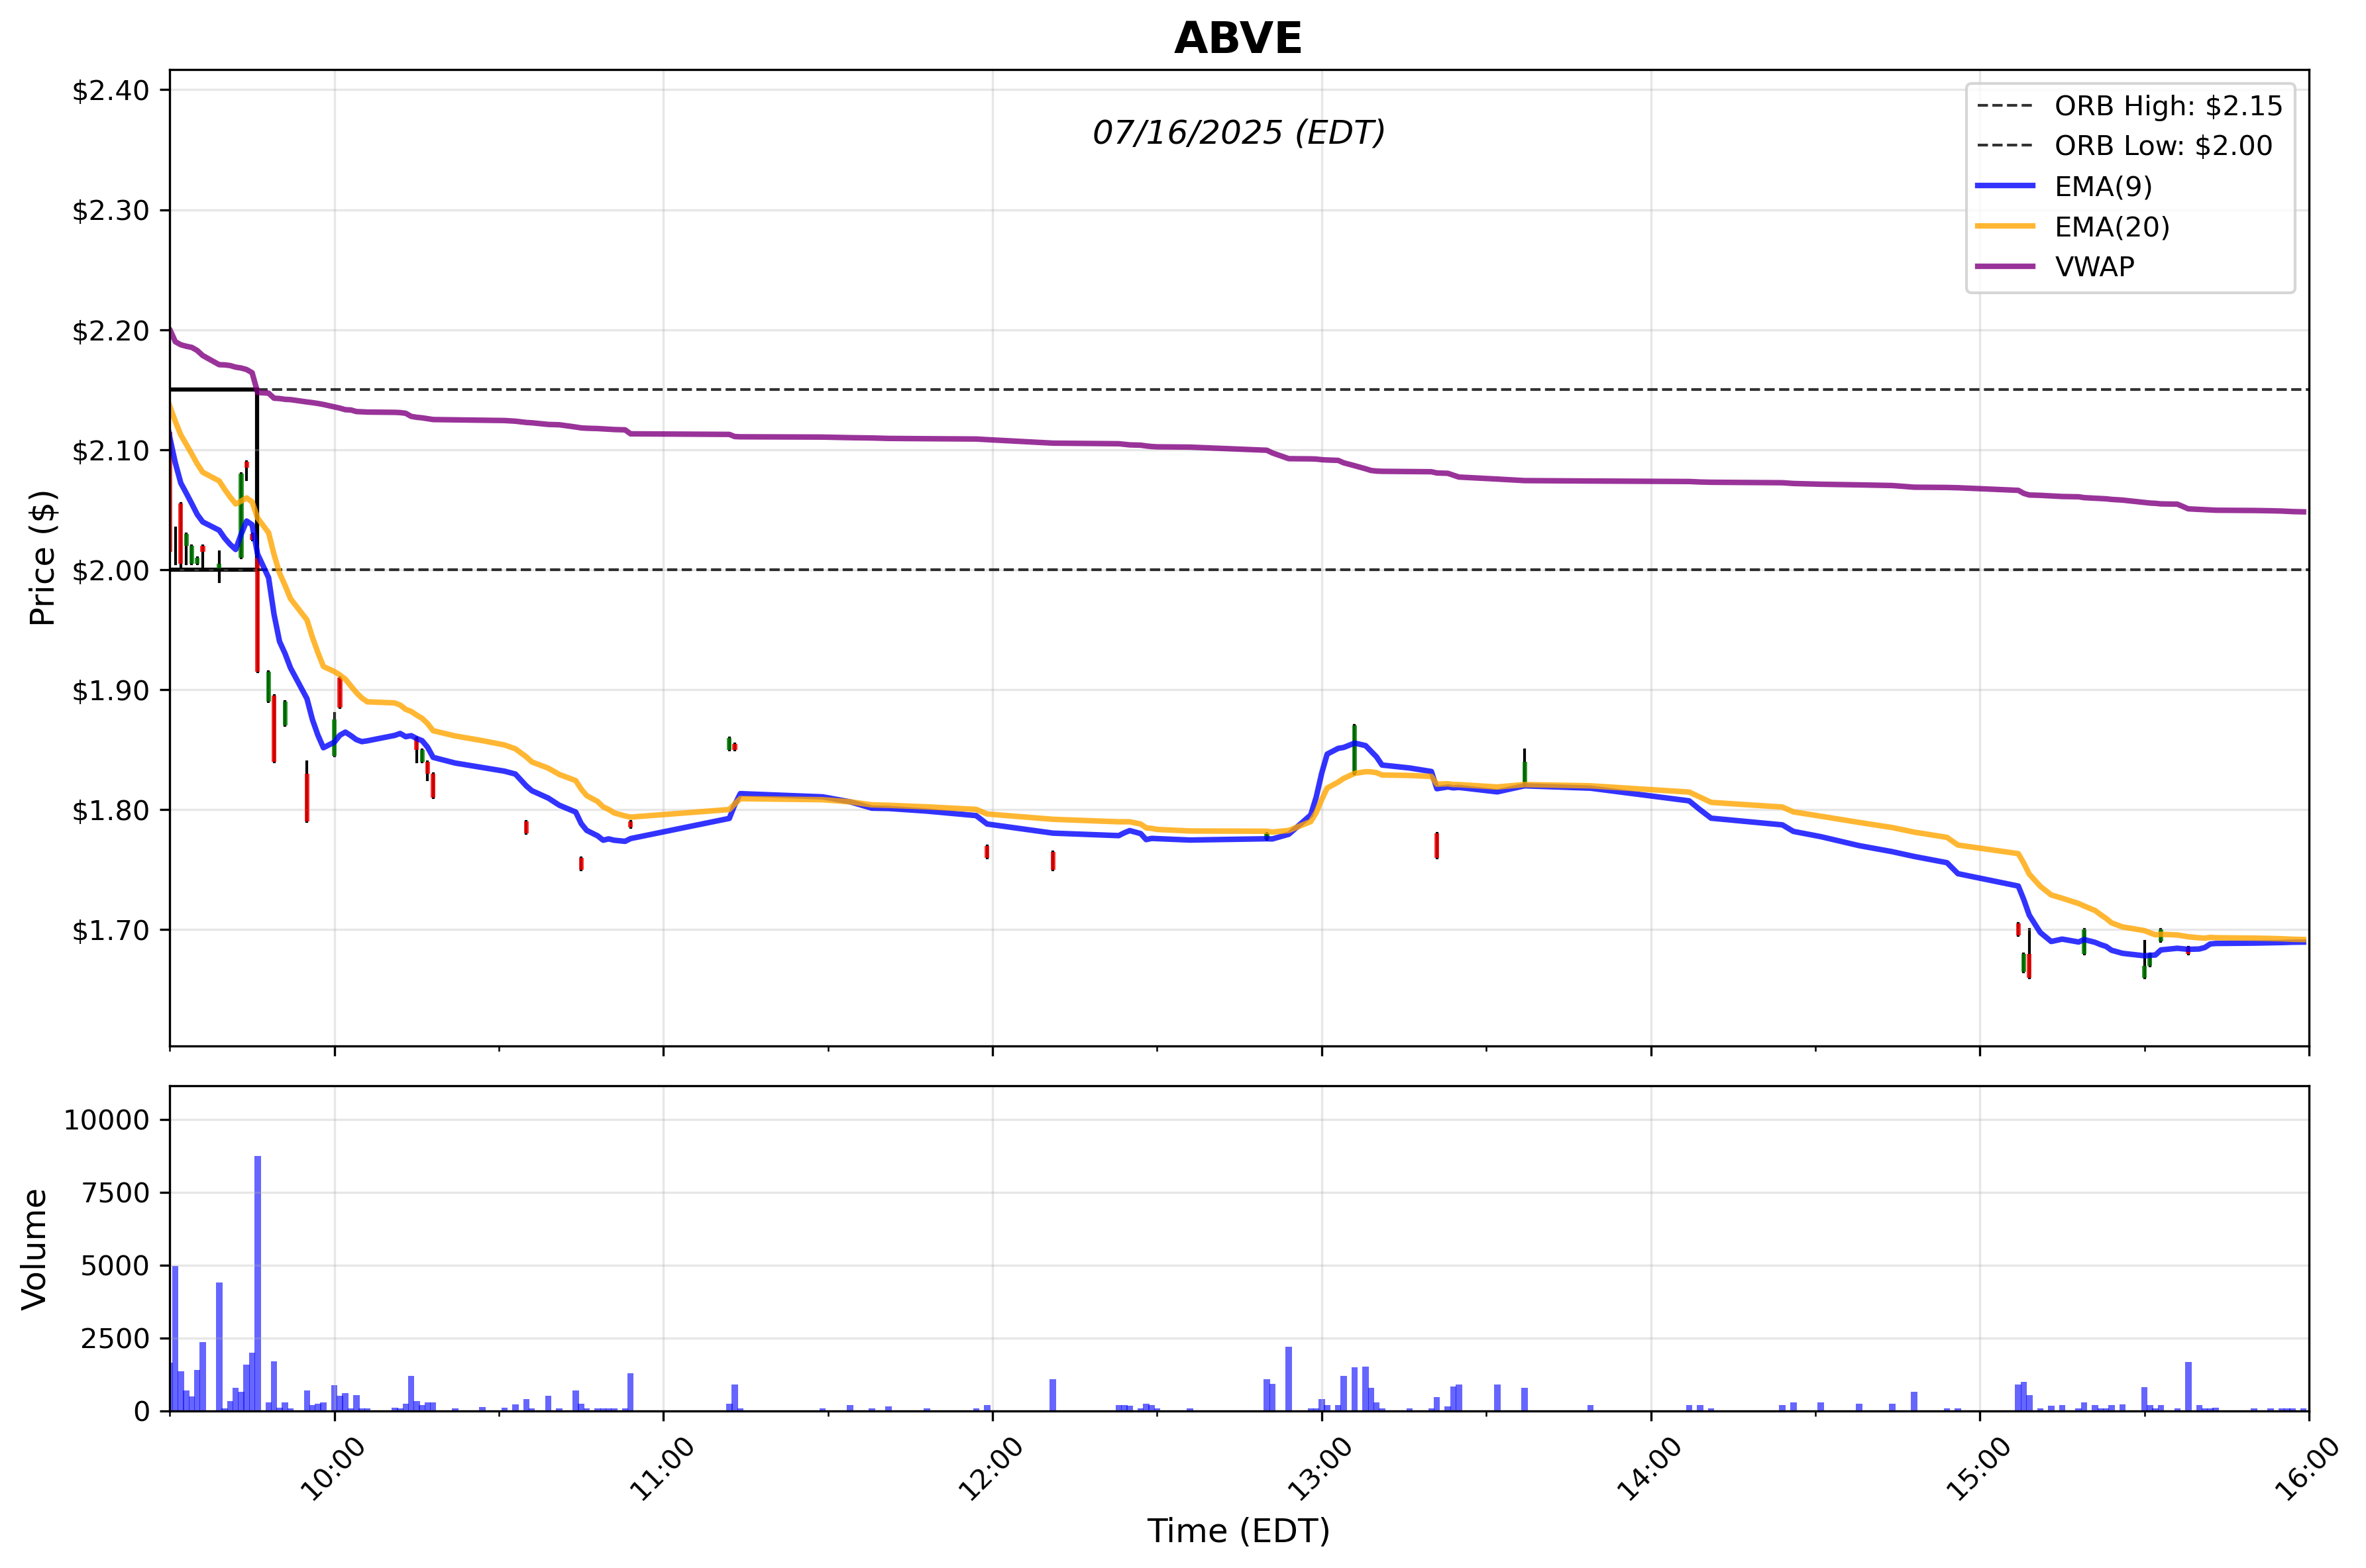 ABVE
07/16/2025 (EDT)
ORB High: $2.15
ORB Low: $2.00
EMA(9)
EMA(20)
VWAP
Price ($)
$2.40
$2.30
$2.20
$2.10
$2.00
$1.90
$1.80
$1.70
Volume
10000
7500
5000
2500
0
10:00
11:00
12:00
13:00
14:00
15:00
16:00
Time (EDT)